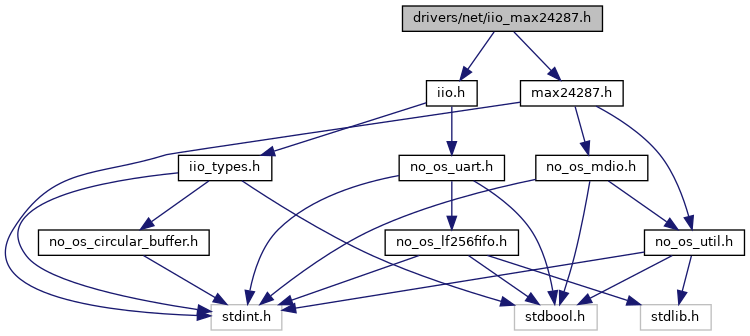 drivers/net/iio_max24287.h
iio.h
max24287.h
iio_types.h
no_os_uart.h
no_os_mdio.h
no_os_circular_buffer.h
no_os_lf256fifo.h
no_os_util.h
stdint.h
stdbool.h
stdlib.h